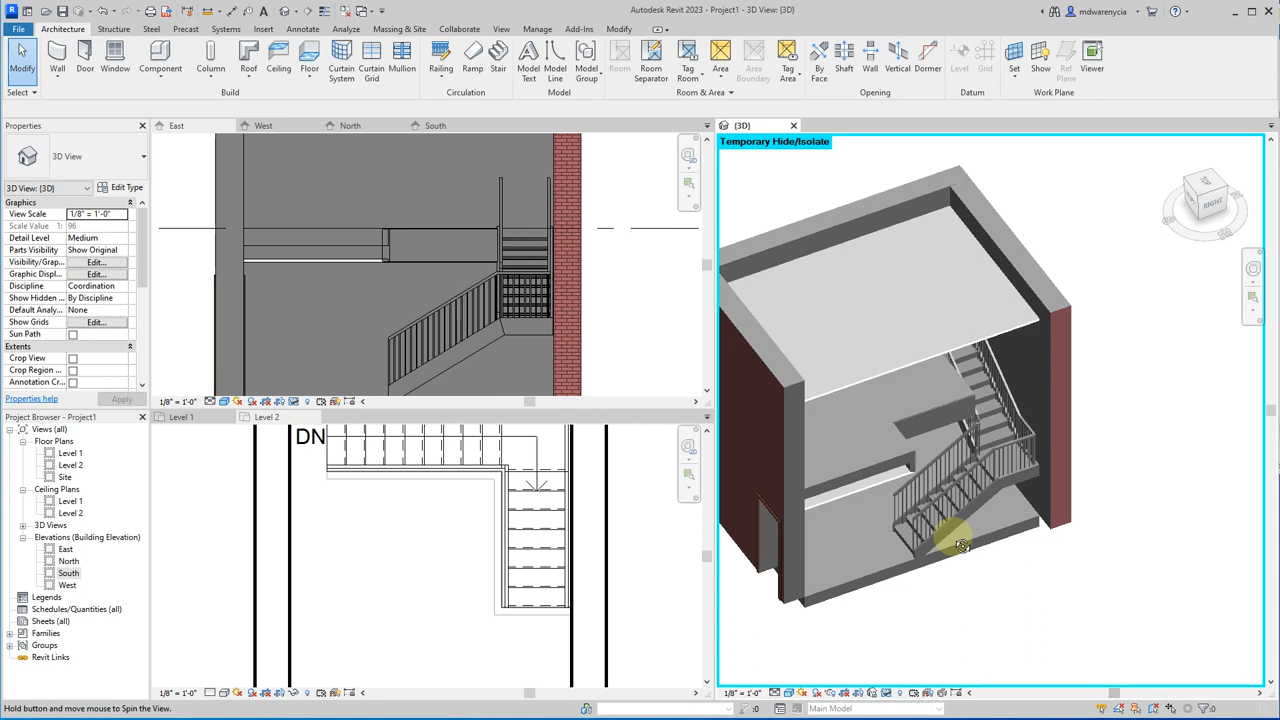 Autodesk Revit 2023 - Project1 - 3D View: {3D}
mdwarenycia
File Architecture Structure Steel Precast Systems Insert Annotate Analyze Massing & Site Collaborate View Manage Add-Ins Modify
Modify Wall Door Window Component Column Roof Ceiling Floor Curtain System Curtain Grid Mullion Railing Ramp Stair Model Text Model Line Model Group Room Room Separator Tag Room Area Area Boundary Tag Area By Face Shaft Wall Vertical Dormer Level Grid Set Show Ref Plane Viewer
Select Build Circulation Model Room & Area Opening Datum Work Plane
Properties
East West North South
{3D}
3D View
3D View: {3D}
Edit Type
Graphics
View Scale 1/8" = 1'-0"
Scale Value 1: 96
Detail Level Medium
Parts Visibility Show Original
Visibility/Grap... Edit...
Graphic Displ... Edit...
Discipline Coordination
Show Hidden ... By Discipline
Default Analy... None
Show Grids Edit...
Sun Path
Extents
Crop View
Crop Region ...
Annotation Cr...
Properties help Apply
Project Browser - Project1
Views (all)
Floor Plans
Level 1
Level 2
Site
Ceiling Plans
Level 1
Level 2
3D Views
Elevations (Building Elevation)
East
North
South
West
Legends
Schedules/Quantities (all)
Sheets (all)
Families
Groups
Revit Links
1/8" = 1'-0"
Level 1 Level 2
DN
1/8" = 1'-0"
Temporary Hide/Isolate
TOP
RIGHT
1/8" = 1'-0"
Hold button and move mouse to Spin the View.
:0
Main Model
:0